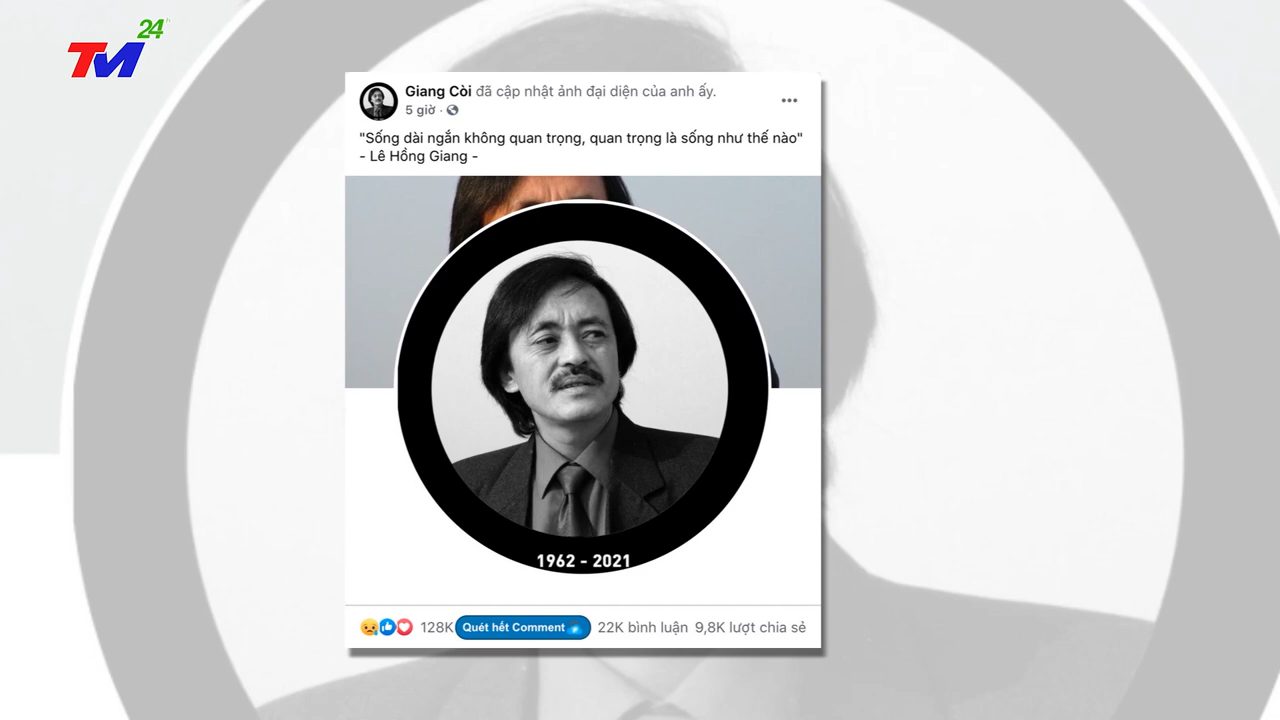 TM 24h
Giang Còi đã cập nhật ảnh đại diện của anh ấy.
5 giờ ·
"Sống dài ngắn không quan trọng, quan trọng là sống như thế nào"
- Lê Hồng Giang -
1962 - 2021
128K Quét hết Comment 22K bình luận 9,8K lượt chia sẻ